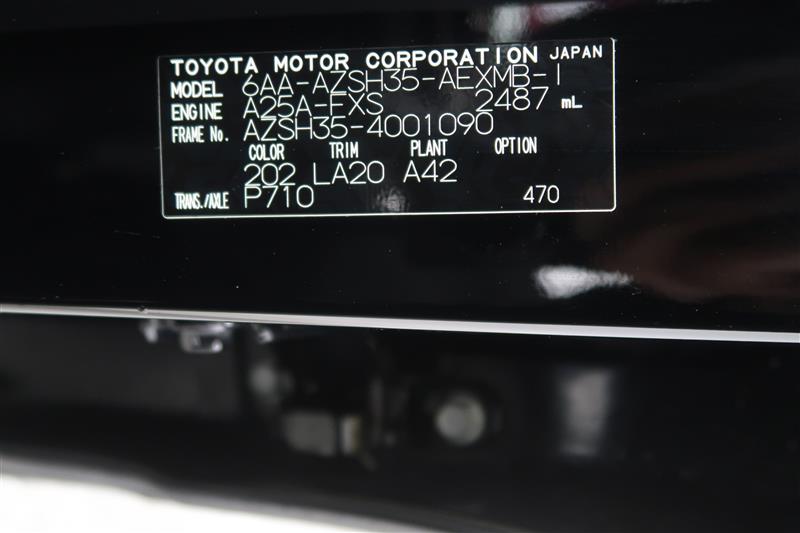 TOYOTA MOTOR CORPORATION JAPAN
MODEL 6AA-AZSH35-AEXMB-I
ENGINE A25A-FXS 2487 mL
FRAME No. AZSH35-4001090
COLOR TRIM PLANT OPTION
202 LA20 A42
TRANS./AXLE P710 470